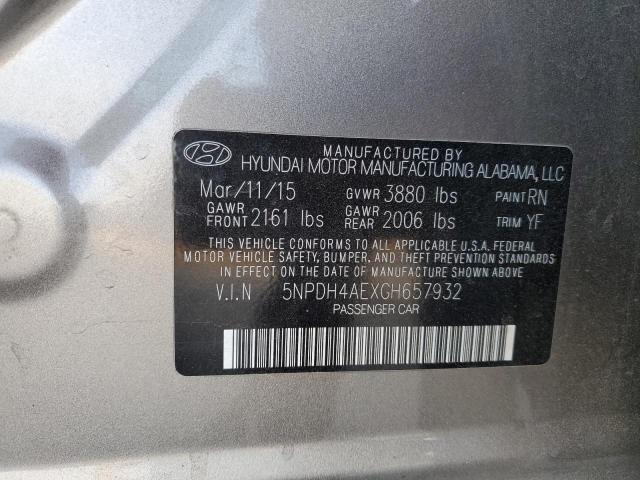 MANUFACTURED BY
HYUNDAI MOTOR MANUFACTURING ALABAMA, LLC
Mar/11/15 GVWR 3880 lbs PAINT RN
GAWR FRONT 2161 lbs GAWR REAR 2006 lbs TRIM YF
THIS VEHICLE CONFORMS TO ALL APPLICABLE U.S.A. FEDERAL
MOTOR VEHICLE SAFETY, BUMPER, AND THEFT PREVENTION STANDARDS
IN EFFECT ON THE DATE OF MANUFACTURE SHOWN ABOVE
V.I.N 5NPDH4AEXGH657932
PASSENGER CAR